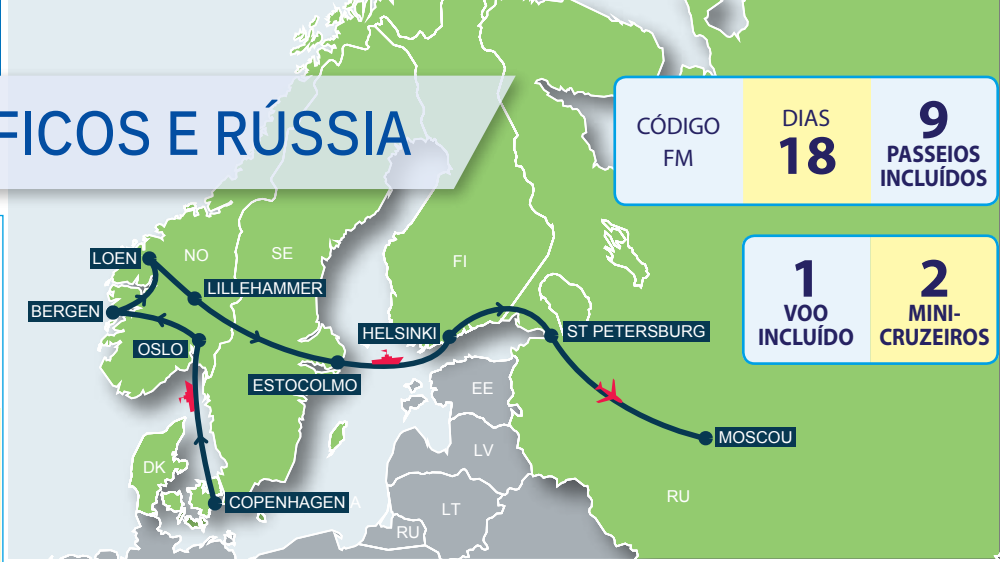 FICOS E RÚSSIA
CÓDIGO
FM
DIAS
18
9
PASSEIOS
INCLUÍDOS
1
VOO
INCLUÍDO
2
MINI-
CRUZEIROS
LOEN
NO
SE
FI
LILLEHAMMER
BERGEN
OSLO
HELSINKI
ST PETERSBURG
ESTOCOLMO
EE
MOSCOU
LV
DK
RU
COPENHAGEN A
LT
RU